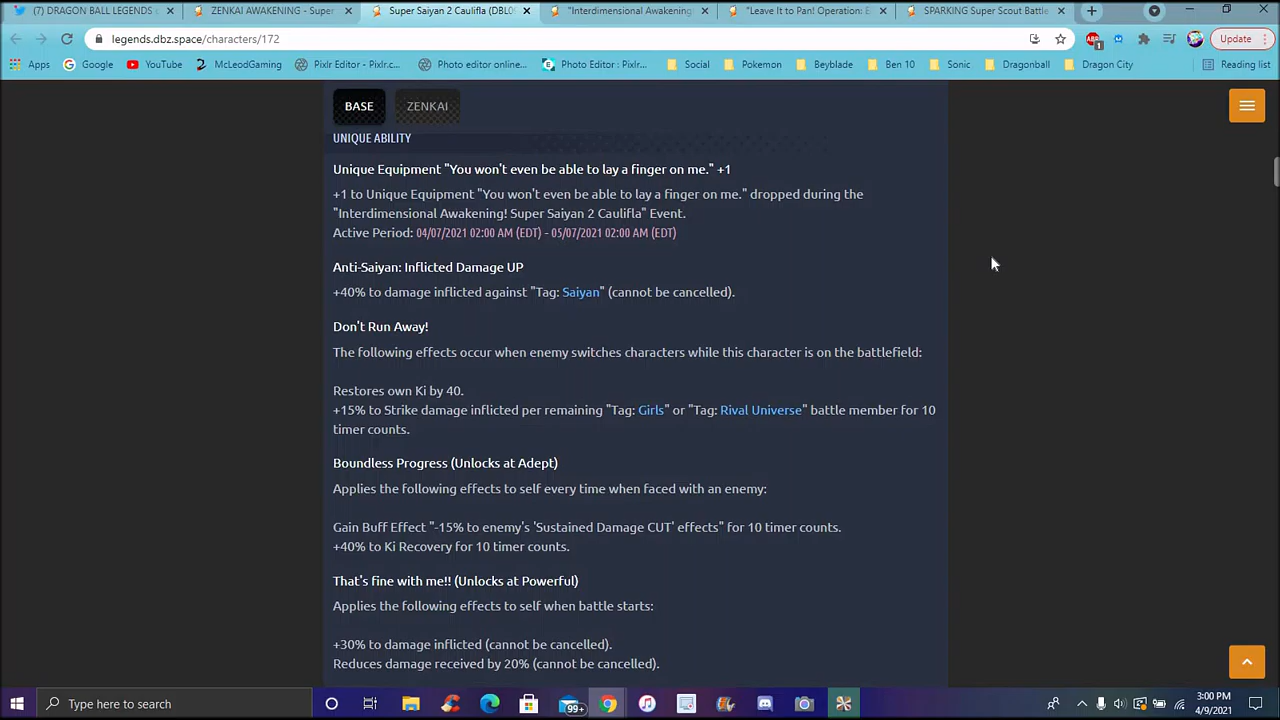 (7) DRAGON BALL LEGENDS
ZENKAI AWAKENING - Super
Super Saiyan 2 Caulifla (DBL0
"Interdimensional Awakening
"Leave It to Pan! Operation: E
SPARKING Super Scout Battle
Update
legends.dbz.space/characters/172
ABP
1
Apps
Google
YouTube
McLeodGaming
Pixlr Editor - Pixlr.c...
Photo editor online...
Photo Editor : Pixlr...
Social
Pokemon
Beyblade
Ben 10
Sonic
Dragonball
Dragon City
Reading list
BASE
ZENKAI
UNIQUE ABILITY
Unique Equipment "You won't even be able to lay a finger on me." +1
+1 to Unique Equipment "You won't even be able to lay a finger on me." dropped during the
"Interdimensional Awakening! Super Saiyan 2 Caulifla" Event.
Active Period: 04/07/2021 02:00 AM (EDT) - 05/07/2021 02:00 AM (EDT)
Anti-Saiyan: Inflicted Damage UP
+40% to damage inflicted against "Tag: Saiyan" (cannot be cancelled).
Don't Run Away!
The following effects occur when enemy switches characters while this character is on the battlefield:
Restores own Ki by 40.
+15% to Strike damage inflicted per remaining "Tag: Girls" or "Tag: Rival Universe" battle member for 10
timer counts.
Boundless Progress (Unlocks at Adept)
Applies the following effects to self every time when faced with an enemy:
Gain Buff Effect "-15% to enemy's 'Sustained Damage CUT' effects" for 10 timer counts.
+40% to Ki Recovery for 10 timer counts.
That's fine with me!! (Unlocks at Powerful)
Applies the following effects to self when battle starts:
+30% to damage inflicted (cannot be cancelled).
Reduces damage received by 20% (cannot be cancelled).
Type here to search
99+
3:00 PM
4/9/2021